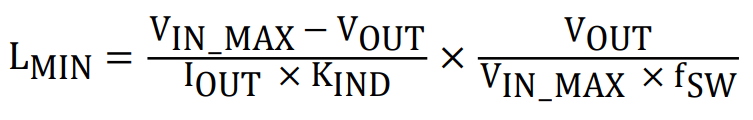 L_MIN = (V_IN_MAX − V_OUT)/(I_OUT × K_IND) × V_OUT/(V_IN_MAX × f_SW)